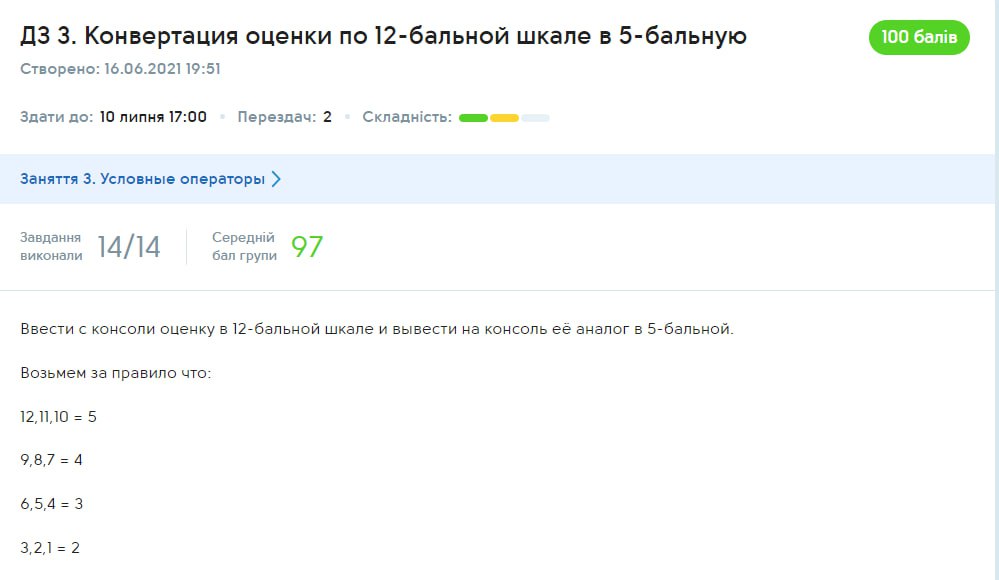 ДЗ 3. Конвертация оценки по 12-бальной шкале в 5-бальную
100 балів
Створено: 16.06.2021 19:51
Здати до: 10 липня 17:00 Перездач: 2 Складність:
Заняття 3. Условные операторы
Завдання
виконали
14/14
Середній
бал групи
97
Ввести с консоли оценку в 12-бальной шкале и вывести на консоль её аналог в 5-бальной.
Возьмем за правило что:
12,11,10 = 5
9,8,7 = 4
6,5,4 = 3
3,2,1 = 2